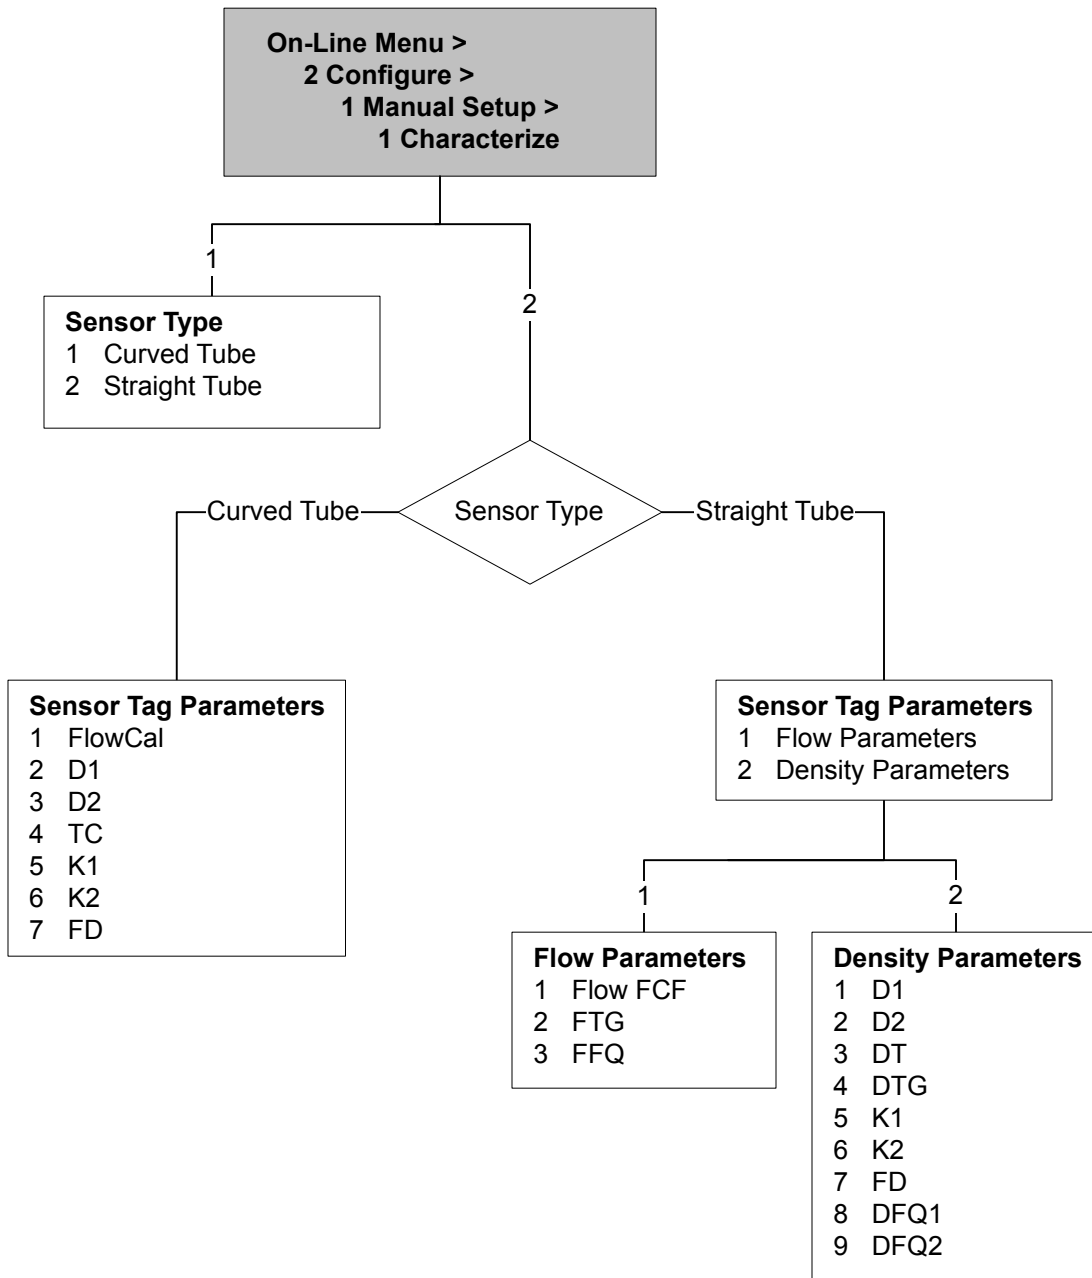 On-Line Menu >
2 Configure >
1 Manual Setup >
1 Characterize
1
2
Sensor Type
1 Curved Tube
2 Straight Tube
Curved Tube
Sensor Type
Straight Tube
Sensor Tag Parameters
1 FlowCal
2 D1
3 D2
4 TC
5 K1
6 K2
7 FD
Sensor Tag Parameters
1 Flow Parameters
2 Density Parameters
1
2
Flow Parameters
1 Flow FCF
2 FTG
3 FFQ
Density Parameters
1 D1
2 D2
3 DT
4 DTG
5 K1
6 K2
7 FD
8 DFQ1
9 DFQ2